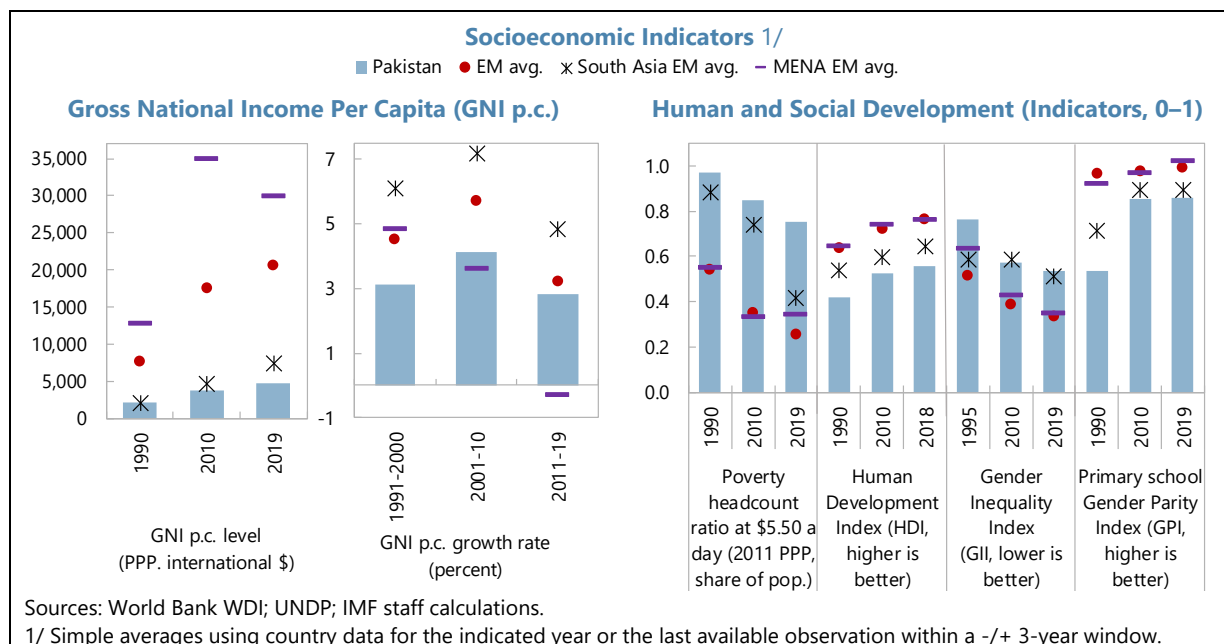 Socioeconomic Indicators 1/
Pakistan EM avg. South Asia EM avg. MENA EM avg.
Gross National Income Per Capita (GNI p.c.)
35,000
30,000
25,000
20,000
15,000
10,000
5,000
0
1990
2010
2019
GNI p.c. level
(PPP. international $)
7
5
3
1
-1
1991-2000
2001-10
2011-19
GNI p.c. growth rate
(percent)
Human and Social Development (Indicators, 0–1)
1.0
0.8
0.6
0.4
0.2
0.0
1990
2010
2019
1990
2010
2018
1995
2010
2019
1990
2010
2019
Poverty
headcount
ratio at $5.50 a
day (2011 PPP,
share of pop.)
Human
Development
Index (HDI,
higher is
better)
Gender
Inequality
Index
(GII, lower is
better)
Primary school
Gender Parity
Index (GPI,
higher is
better)
Sources: World Bank WDI; UNDP; IMF staff calculations.
1/ Simple averages using country data for the indicated year or the last available observation within a -/+ 3-year window.